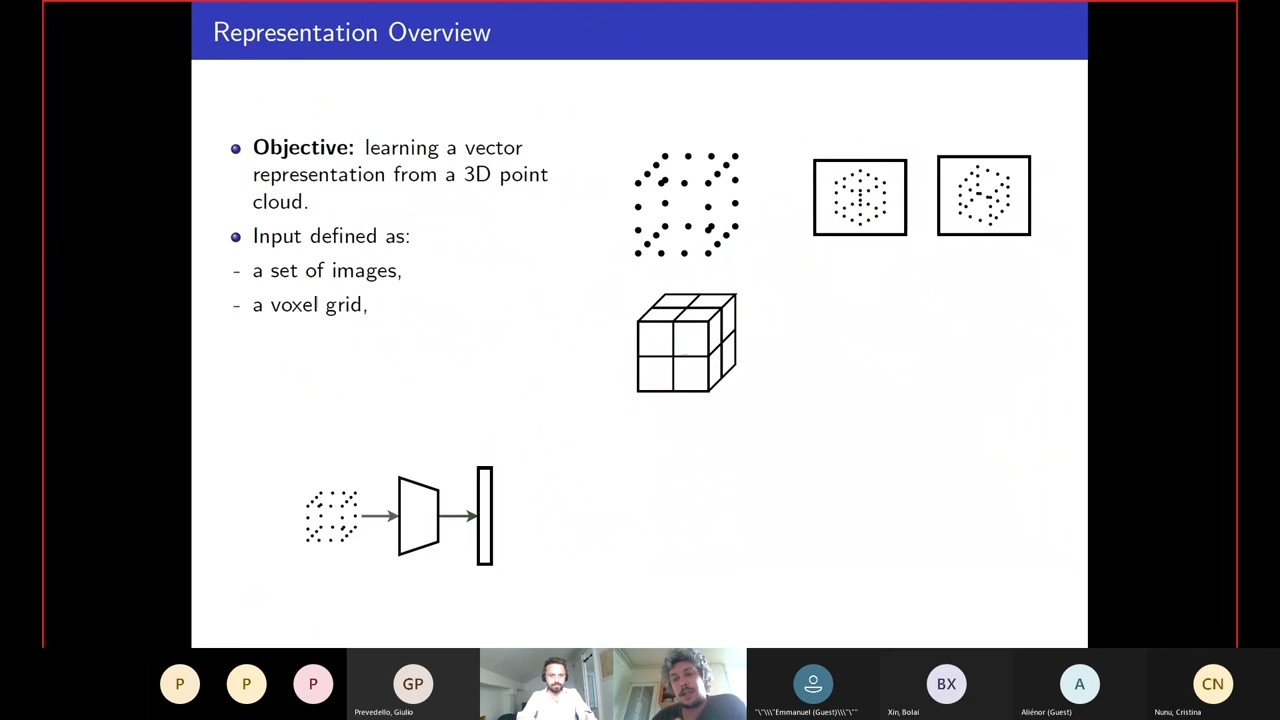 Representation Overview
Objective: learning a vector
representation from a 3D point
cloud.
Input defined as:
- a set of images,
- a voxel grid,
P
P
P
GP
BX
A
CN
Prevedello, Giulio
"\"\\\"Emmanuel (Guest)\\\"\""
Xin, Bolai
Aliénor (Guest)
Nunu, Cristina